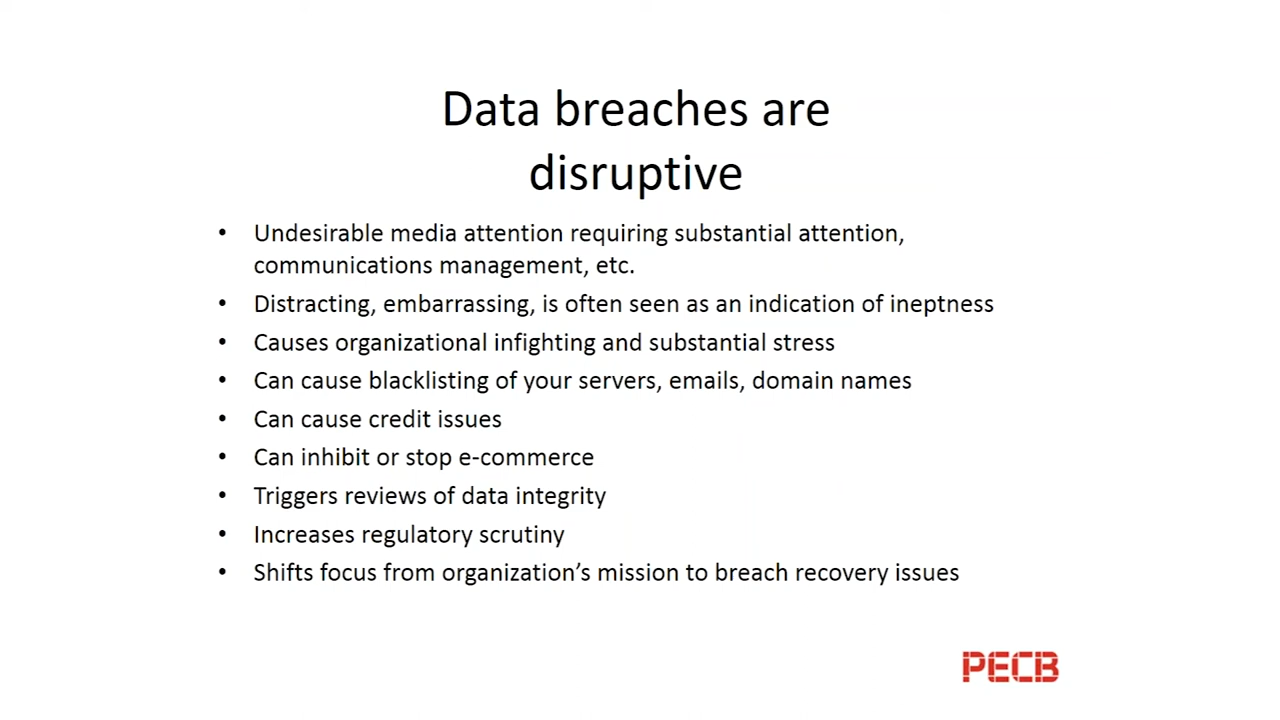 Data breaches are
disruptive
• Undesirable media attention requiring substantial attention,
communications management, etc.
• Distracting, embarrassing, is often seen as an indication of ineptness
• Causes organizational infighting and substantial stress
• Can cause blacklisting of your servers, emails, domain names
• Can cause credit issues
• Can inhibit or stop e-commerce
• Triggers reviews of data integrity
• Increases regulatory scrutiny
• Shifts focus from organization’s mission to breach recovery issues
PECB